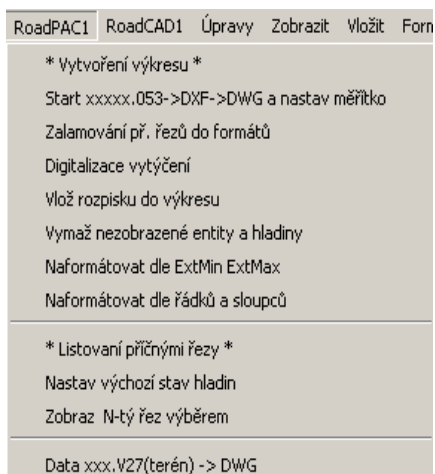 RoadPAC1 RoadCAD1 Úpravy Zobrazit Vložit Form
* Vytvoření výkresu *
Start xxxxx.053->DXF->DWG a nastav měřítko
Zalamování př. řezů do formátů
Digitalizace vytýčení
Vlož rozpisku do výkresu
Vymaž nezobrazené entity a hladiny
Naformátovat dle ExtMin ExtMax
Naformátovat dle řádků a sloupců
* Listovaní příčnými řezy *
Nastav výchozí stav hladin
Zobraz N-tý řez výběrem
Data xxx.V27(terén) -> DWG